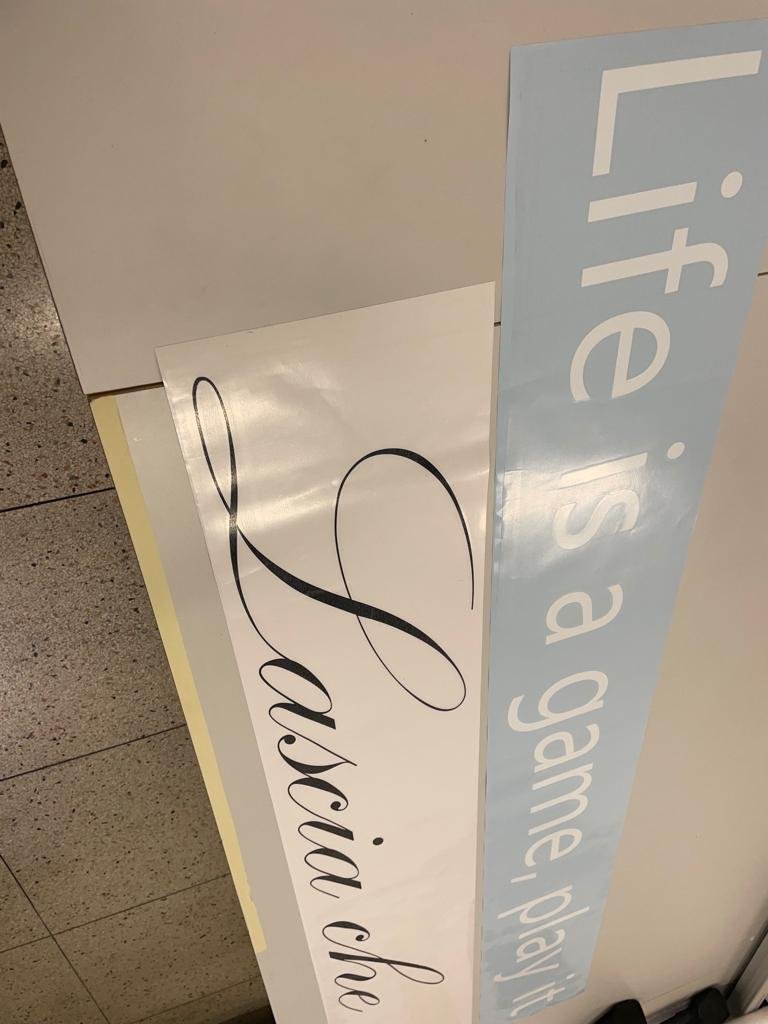 Life is a game, play it
Lascia che